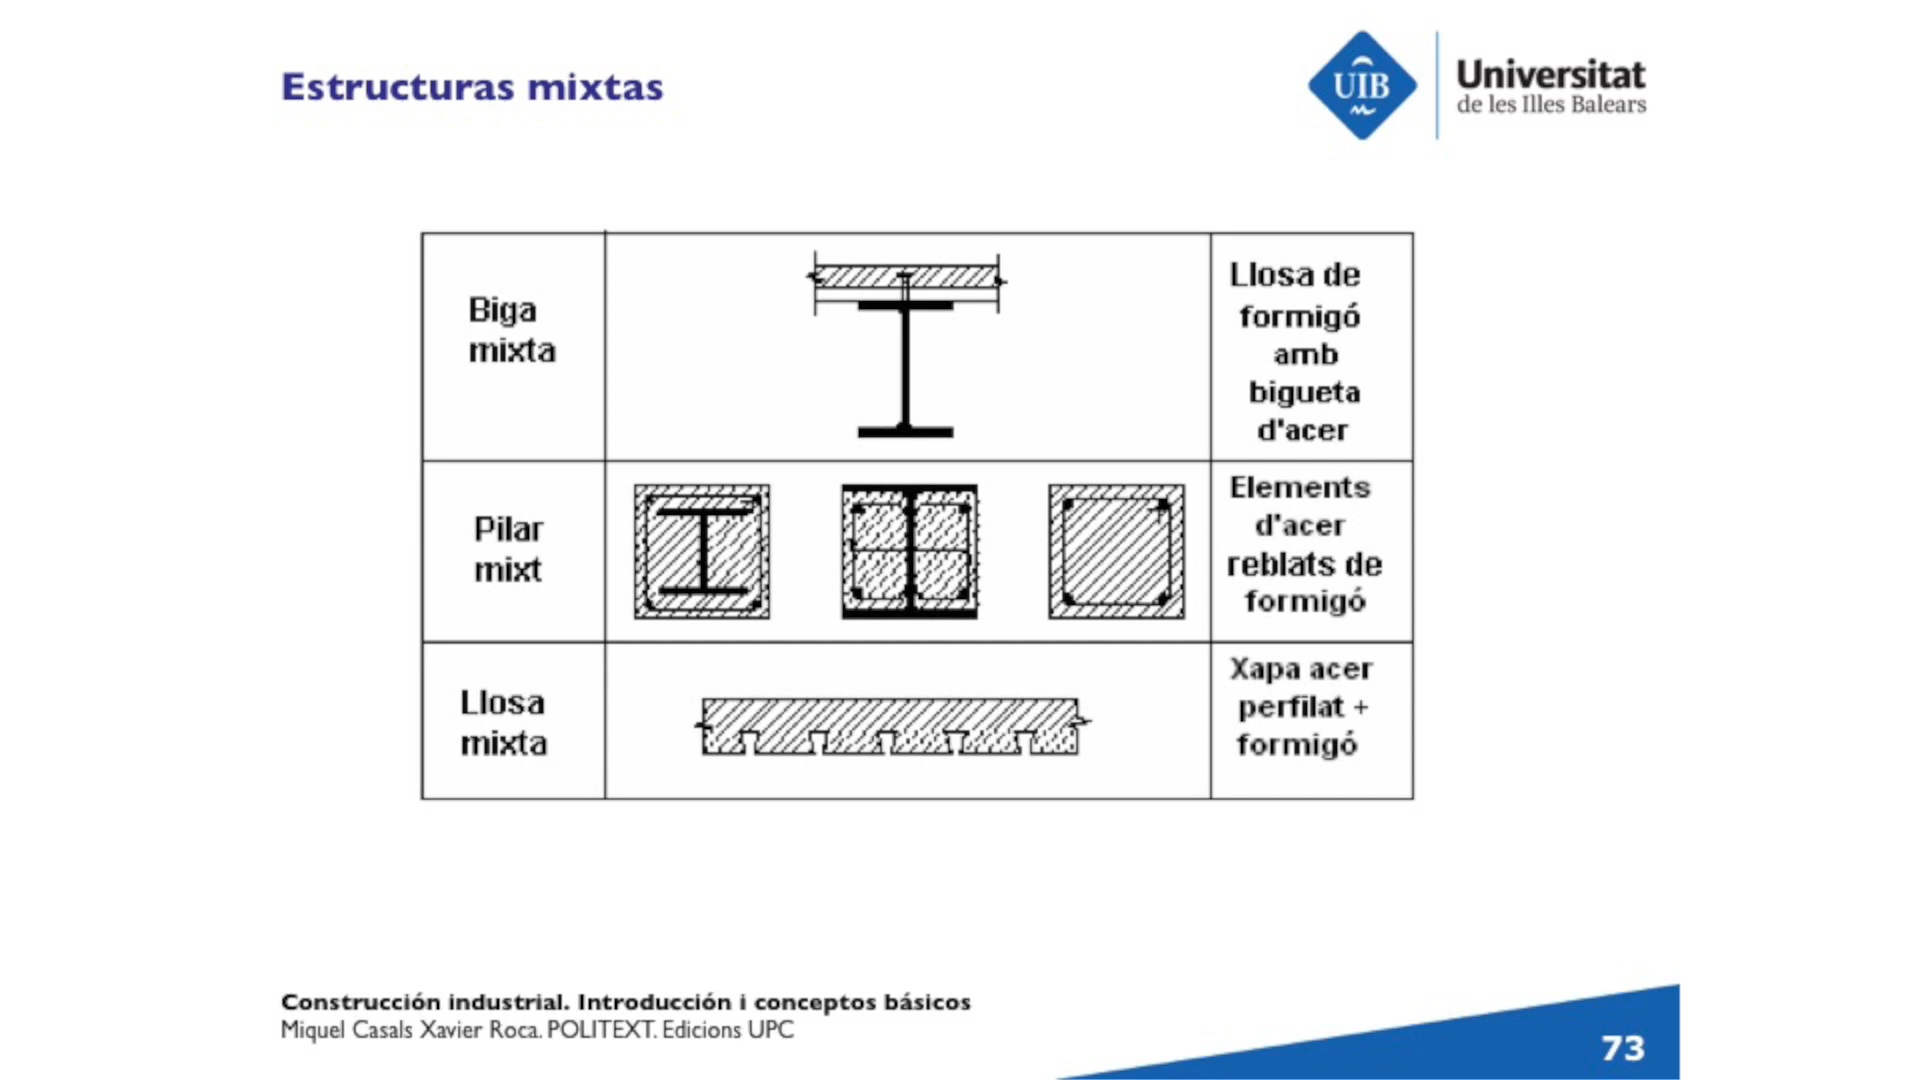 Estructuras mixtas
UIB
Universitat
de les Illes Balears
Biga
mixta
Llosa de
formigó
amb
bigueta
d'acer
Pilar
mixt
Elements
d'acer
reblats de
formigó
Llosa
mixta
Xapa acer
perfilat +
formigó
Construcción industrial. Introducción i conceptos básicos
Miquel Casals Xavier Roca. POLITEXT. Edicions UPC
73